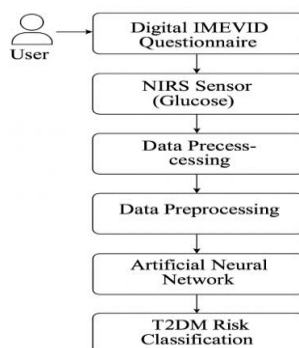 Digital IMEVID
Questionnaire
User
NIRS Sensor
(Glucose)
Data Precess-
cessing
Data Preprocessing
Artificial Neural
Network
T2DM Risk
Classification